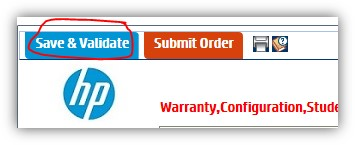 Save & Validate Submit Order
hp
Warranty,Configuration,Stude